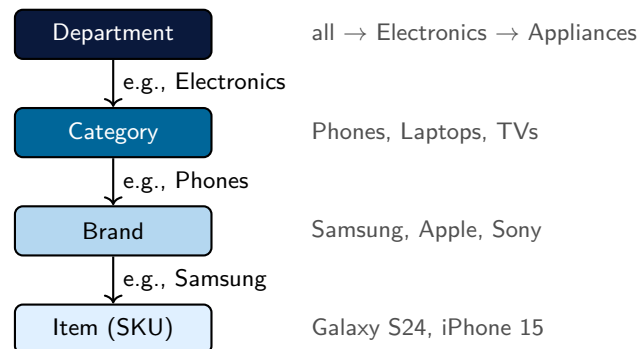 Department all → Electronics → Appliances
e.g., Electronics
Category Phones, Laptops, TVs
e.g., Phones
Brand Samsung, Apple, Sony
e.g., Samsung
Item (SKU) Galaxy S24, iPhone 15